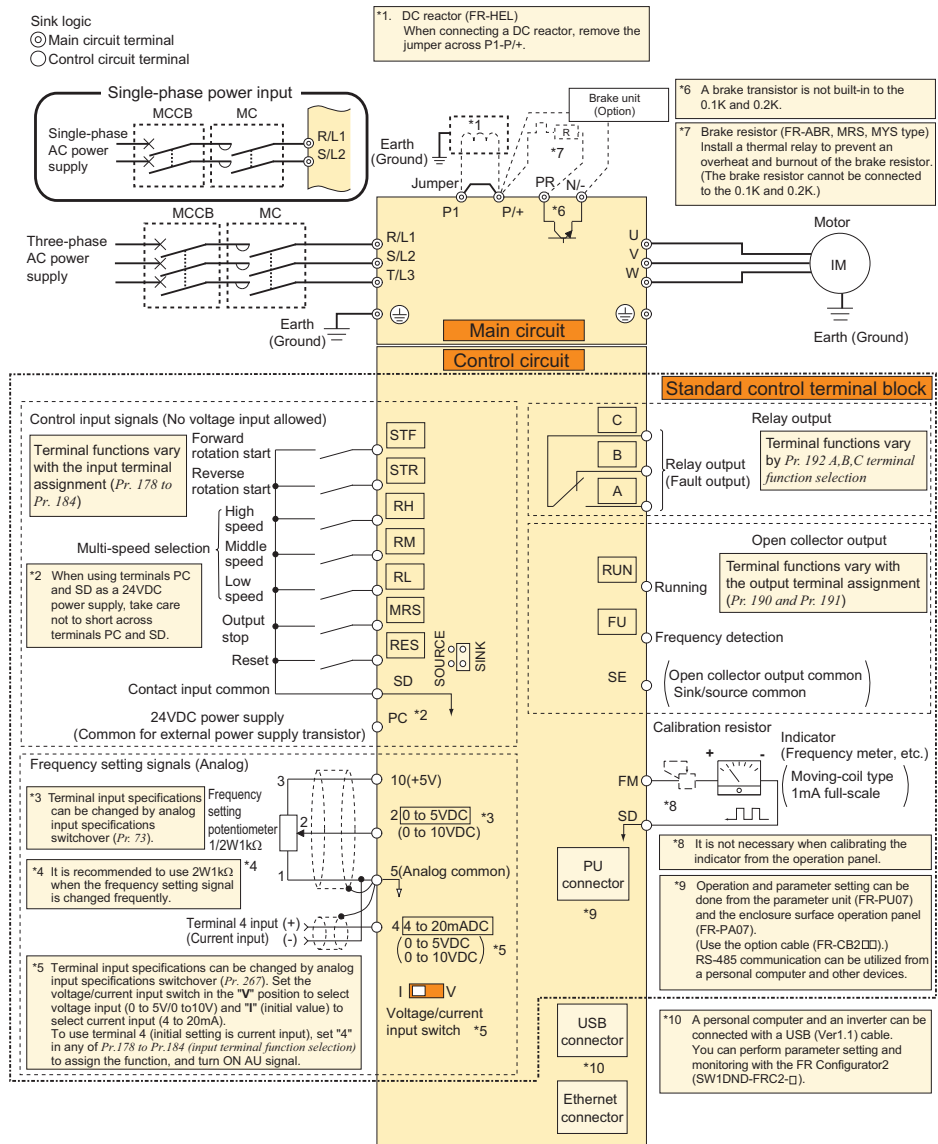 Sink logic
Main circuit terminal
Control circuit terminal
*1. DC reactor (FR-HEL)
When connecting a DC reactor, remove the
jumper across P1-P/+.
Single-phase power input
MCCB
MC
Single-phase
AC power
supply
R/L1
S/L2
Earth
(Ground)
*1
R
*7
Brake unit
(Option)
*6 A brake transistor is not built-in to the
0.1K and 0.2K.
*7 Brake resistor (FR-ABR, MRS, MYS type)
Install a thermal relay to prevent an
overheat and burnout of the brake resistor.
(The brake resistor cannot be connected
to the 0.1K and 0.2K.)
Jumper
P1
P/+
PR
N/-
*6
MCCB
MC
Three-phase
AC power
supply
R/L1
S/L2
T/L3
Earth
(Ground)
U
V
W
Motor
IM
Earth (Ground)
Main circuit
Control circuit
Standard control terminal block
Control input signals (No voltage input allowed)
Terminal functions vary
with the input terminal
assignment (Pr. 178 to
Pr. 184)
Forward
rotation start
Reverse
rotation start
High
speed
Multi-speed selection
Middle
speed
Low
speed
Output
stop
Reset
Contact input common
24VDC power supply
(Common for external power supply transistor)
*2 When using terminals PC
and SD as a 24VDC
power supply, take care
not to short across
terminals PC and SD.
STF
STR
RH
RM
RL
MRS
RES
SD
PC *2
SOURCE
SINK
C
B
A
Relay output
(Fault output)
Relay output
Terminal functions vary
by Pr. 192 A,B,C terminal
function selection
Open collector output
RUN
Running
Terminal functions vary with
the output terminal assignment
(Pr. 190 and Pr. 191)
FU
Frequency detection
SE
Open collector output common
Sink/source common
Frequency setting signals (Analog)
*3 Terminal input specifications
can be changed by analog
input specifications
switchover (Pr. 73).
Frequency
setting
potentiometer
1/2W1kΩ
*4
3
2
1
*4 It is recommended to use 2W1kΩ
when the frequency setting signal
is changed frequently.
10(+5V)
2 0 to 5VDC *3
(0 to 10VDC)
5(Analog common)
Terminal 4 input (+)
(Current input) (-)
4 4 to 20mADC
0 to 5VDC
0 to 10VDC
*5
*5 Terminal input specifications can be changed by analog
input specifications switchover (Pr. 267). Set the
voltage/current input switch in the "V" position to select
voltage input (0 to 5V/0 to10V) and "I" (initial value) to
select current input (4 to 20mA).
To use terminal 4 (initial setting is current input), set "4"
in any of Pr.178 to Pr.184 (input terminal function selection)
to assign the function, and turn ON AU signal.
I V
Voltage/current
input switch *5
Calibration resistor
Indicator
(Frequency meter, etc.)
+ -
FM
*8
Moving-coil type
1mA full-scale
SD
*8 It is not necessary when calibrating the
indicator from the operation panel.
PU
connector
*9
*9 Operation and parameter setting can be
done from the parameter unit (FR-PU07)
and the enclosure surface operation panel
(FR-PA07).
(Use the option cable (FR-CB2□□).)
RS-485 communication can be utilized from
a personal computer and other devices.
USB
connector
*10
*10 A personal computer and an inverter can be
connected with a USB (Ver1.1) cable.
You can perform parameter setting and
monitoring with the FR Configurator2
(SW1DND-FRC2-□).
Ethernet
connector